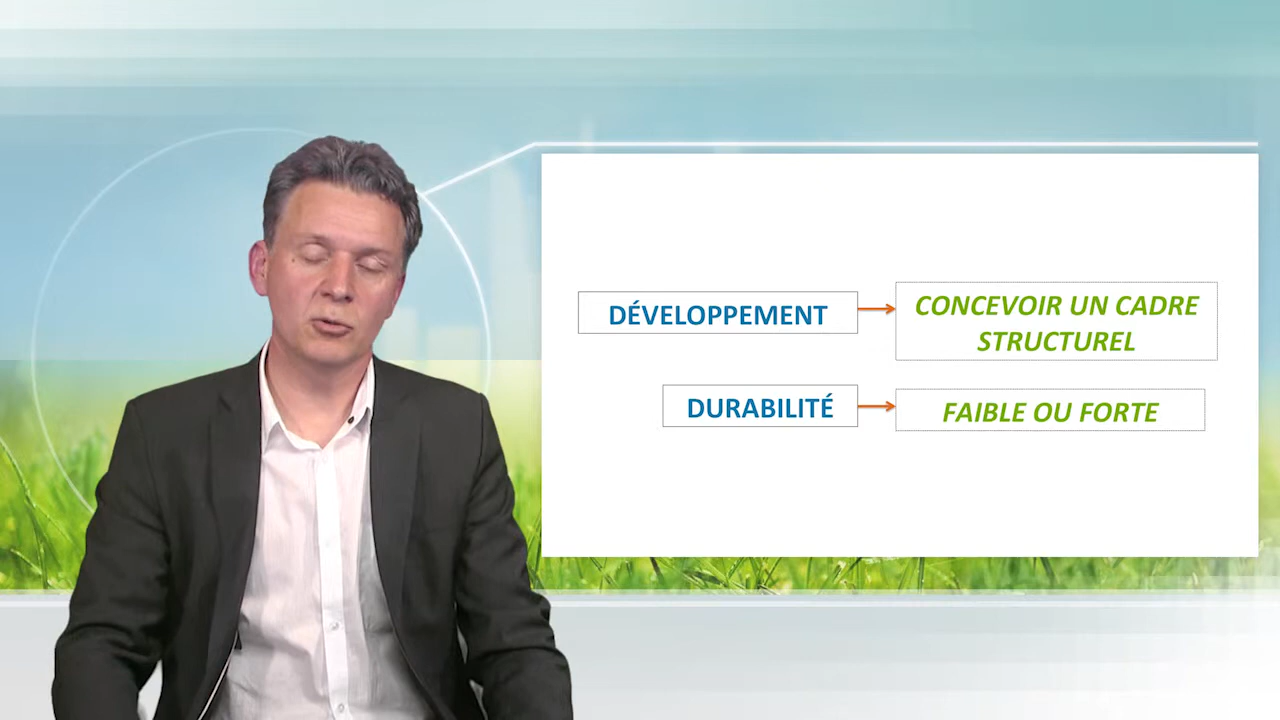 DÉVELOPPEMENT
CONCEVOIR UN CADRE
STRUCTUREL
DURABILITÉ
FAIBLE OU FORTE